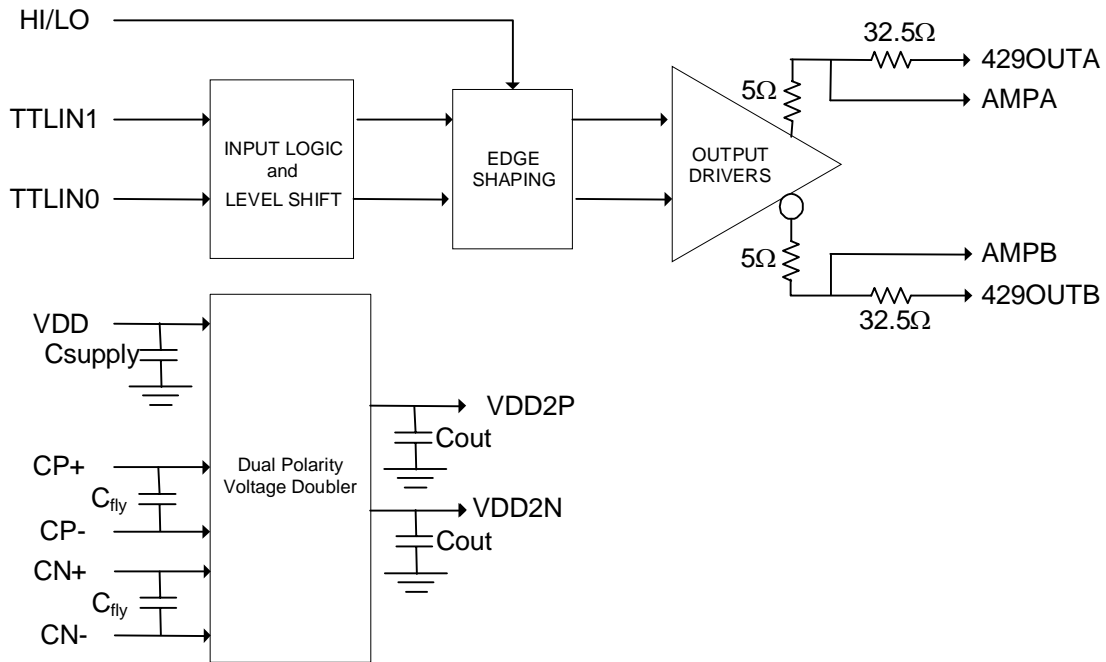 HI/LO
TTLIN1
TTLIN0
INPUT LOGIC
and
LEVEL SHIFT
EDGE
SHAPING
OUTPUT
DRIVERS
32.5Ω
429OUTA
5Ω
AMPA
5Ω
AMPB
429OUTB
32.5Ω
VDD
Csupply
CP+
Cfly
CP-
CN+
Cfly
CN-
Dual Polarity
Voltage Doubler
VDD2P
Cout
VDD2N
Cout